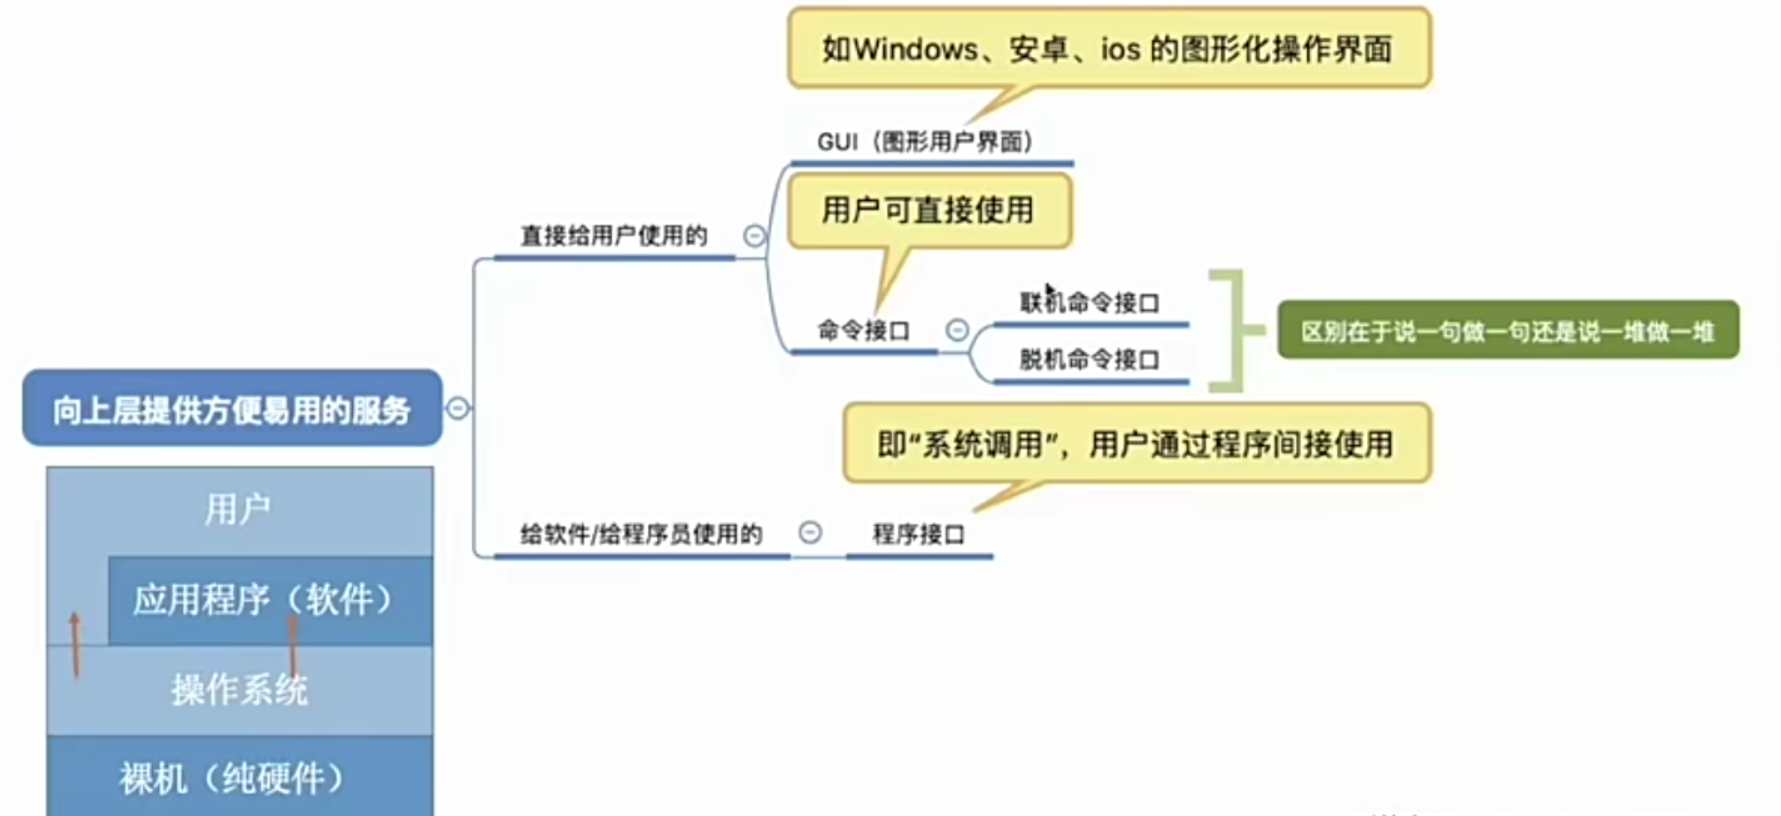 如Windows、安卓、ios 的图形化操作界面
GUI（图形用户界面）
用户可直接使用
直接给用户使用的
联机命令接口
命令接口
区别在于说一句做一句还是说一堆做一堆
脱机命令接口
向上层提供方便易用的服务
即“系统调用”，用户通过程序间接使用
给软件/给程序员使用的
程序接口
用户
应用程序（软件）
操作系统
裸机（纯硬件）